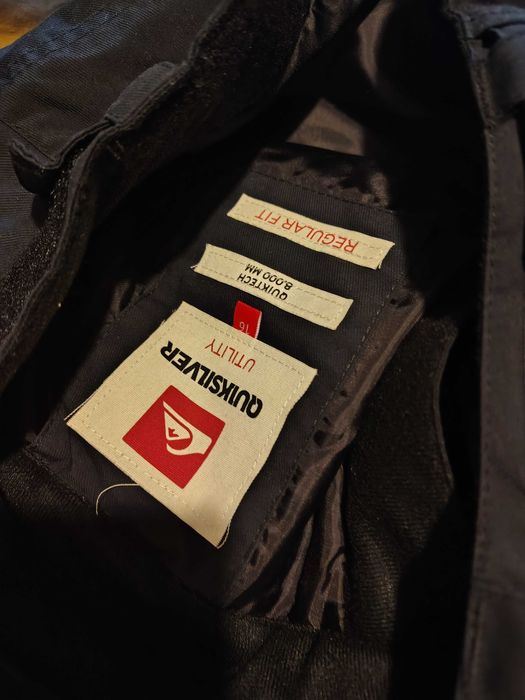 QUIKSILVER
UTILITY
16
QUIKTECH
8.000 MM
REGULAR FIT